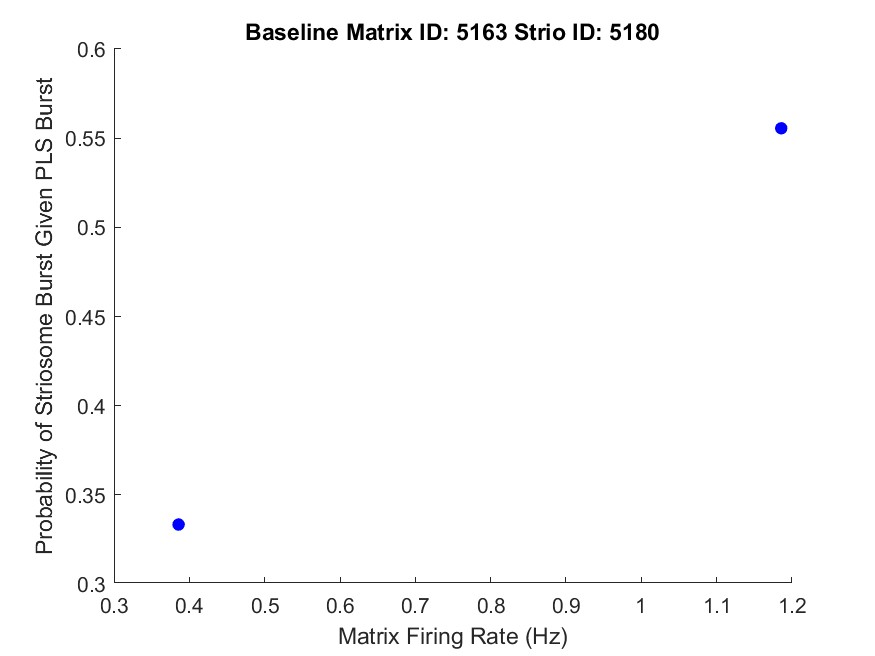 Baseline Matrix ID: 5163 Strio ID: 5180
Probability of Striosome Burst Given PLS Burst
0.6
0.55
0.5
0.45
0.4
0.35
0.3
0.3 0.4 0.5 0.6 0.7 0.8 0.9 1 1.1 1.2
Matrix Firing Rate (Hz)